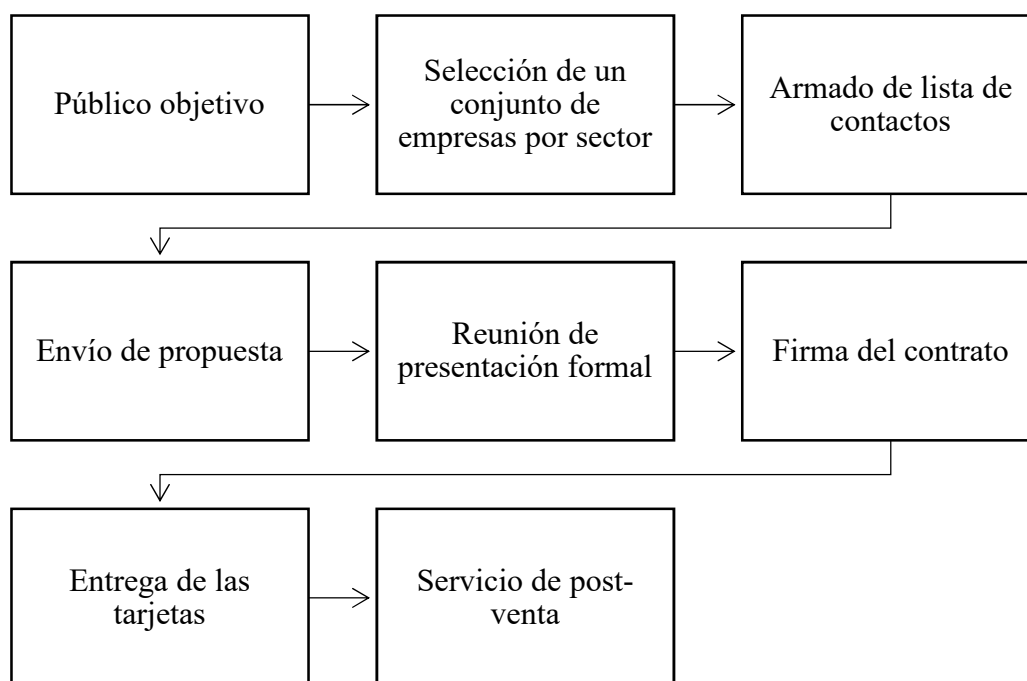 Público objetivo
Selección de un
conjunto de
empresas por sector
Armado de lista de
contactos
Envío de propuesta
Reunión de
presentación formal
Firma del contrato
Entrega de las
tarjetas
Servicio de post-
venta